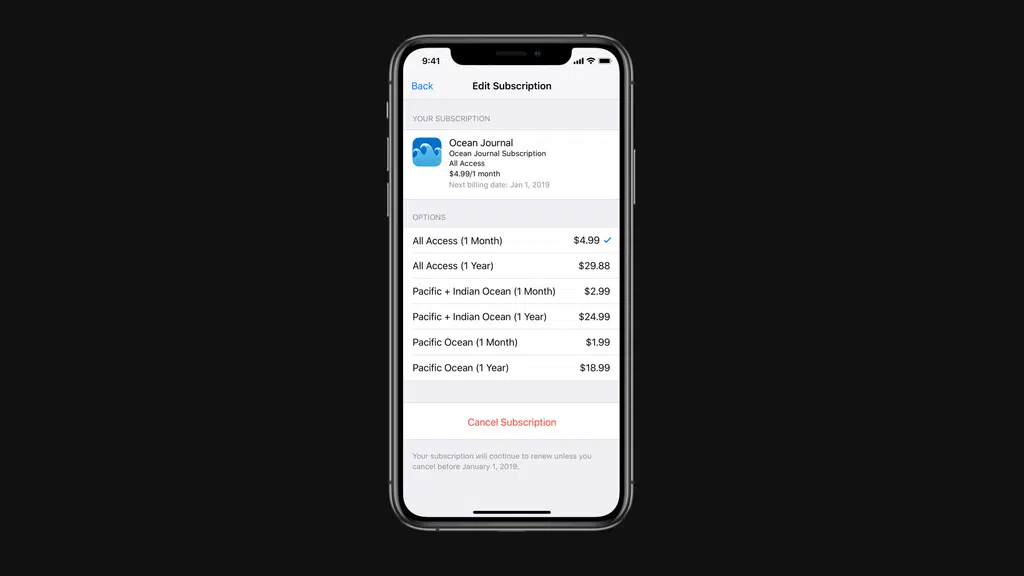 9:41
Back
Edit Subscription
YOUR SUBSCRIPTION
Ocean Journal
Ocean Journal Subscription
All Access
$4.99/1 month
Next billing date: Jan 1, 2019
OPTIONS
All Access (1 Month) $4.99
All Access (1 Year) $29.88
Pacific + Indian Ocean (1 Month) $2.99
Pacific + Indian Ocean (1 Year) $24.99
Pacific Ocean (1 Month) $1.99
Pacific Ocean (1 Year) $18.99
Cancel Subscription
Your subscription will continue to renew unless you
cancel before January 1, 2019.